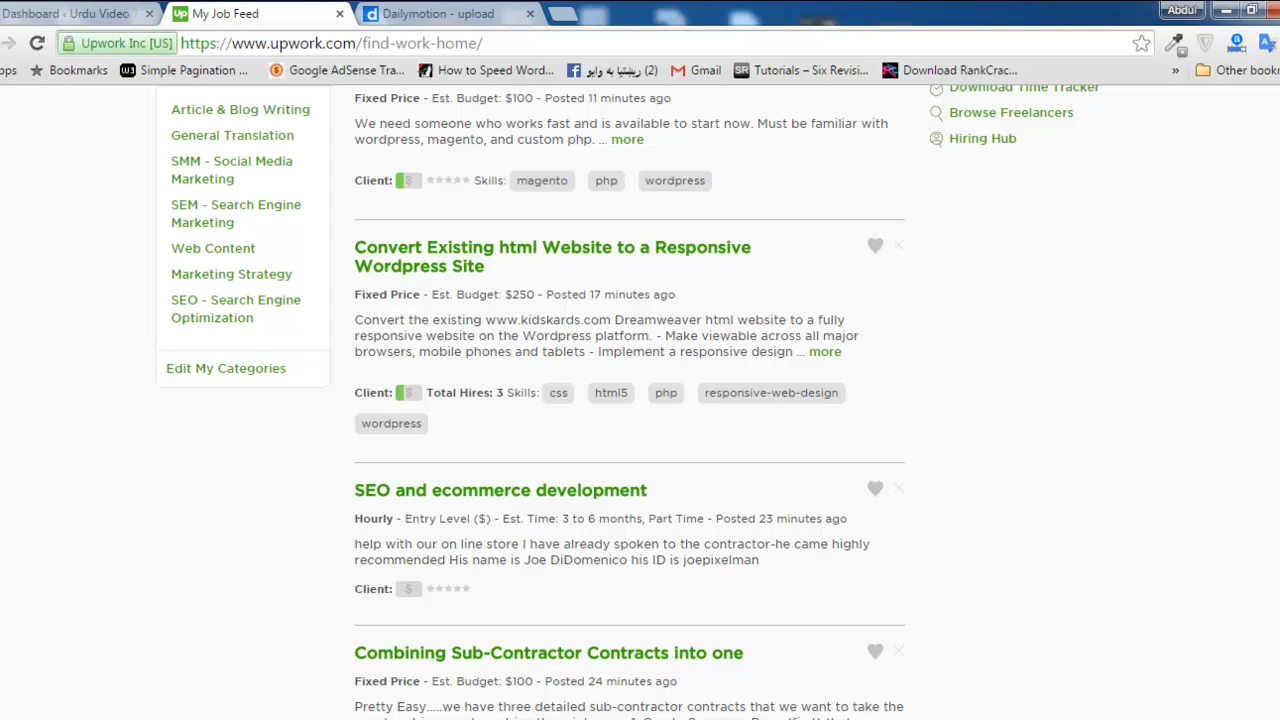 Dashboard ‹ Urdu Video
My Job Feed
Dailymotion - upload
Abdul
Upwork Inc [US]
https://www.upwork.com/find-work-home/
pps
Bookmarks
Simple Pagination ...
Google AdSense Tra...
How to Speed Word...
(2) ریښتیا به وایو
Gmail
Tutorials – Six Revisi...
Download RankCrac...
»
Other bookm
Article & Blog Writing
General Translation
SMM - Social Media
Marketing
SEM - Search Engine
Marketing
Web Content
Marketing Strategy
SEO - Search Engine
Optimization
Edit My Categories
Fixed Price - Est. Budget: $100 - Posted 11 minutes ago
We need someone who works fast and is available to start now. Must be familiar with
wordpress, magento, and custom php. ... more
Client: $ Skills: magento php wordpress
Convert Existing html Website to a Responsive
Wordpress Site
Fixed Price - Est. Budget: $250 - Posted 17 minutes ago
Convert the existing www.kidskards.com Dreamweaver html website to a fully
responsive website on the Wordpress platform. - Make viewable across all major
browsers, mobile phones and tablets - Implement a responsive design ... more
Client: $ Total Hires: 3 Skills: css html5 php responsive-web-design
wordpress
SEO and ecommerce development
Hourly - Entry Level ($) - Est. Time: 3 to 6 months, Part Time - Posted 23 minutes ago
help with our on line store I have already spoken to the contractor-he came highly
recommended His name is Joe DiDomenico his ID is joepixelman
Client: $
Combining Sub-Contractor Contracts into one
Fixed Price - Est. Budget: $100 - Posted 24 minutes ago
Pretty Easy.....we have three detailed sub-contractor contracts that we want to take the
Download Time Tracker
Browse Freelancers
Hiring Hub